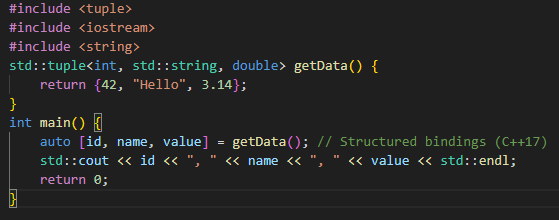 #include <tuple>
#include <iostream>
#include <string>
std::tuple<int, std::string, double> getData() {
    return {42, "Hello", 3.14};
}
int main() {
    auto [id, name, value] = getData(); // Structured bindings (C++17)
    std::cout << id << ", " << name << ", " << value << std::endl;
    return 0;
}